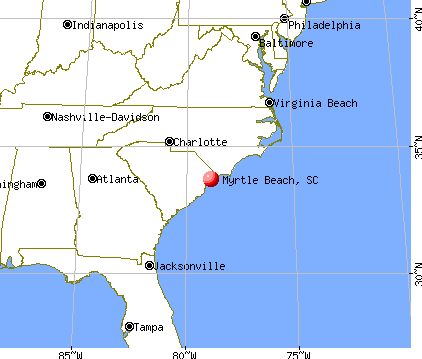 40°N
Indianapolis
Philadelphia
Baltimore
Virginia Beach
Nashville-Davidson
Charlotte
35°N
ingham
Atlanta
Myrtle Beach, SC
Jacksonville
30°N
Tampa
85°W
80°W
75°W